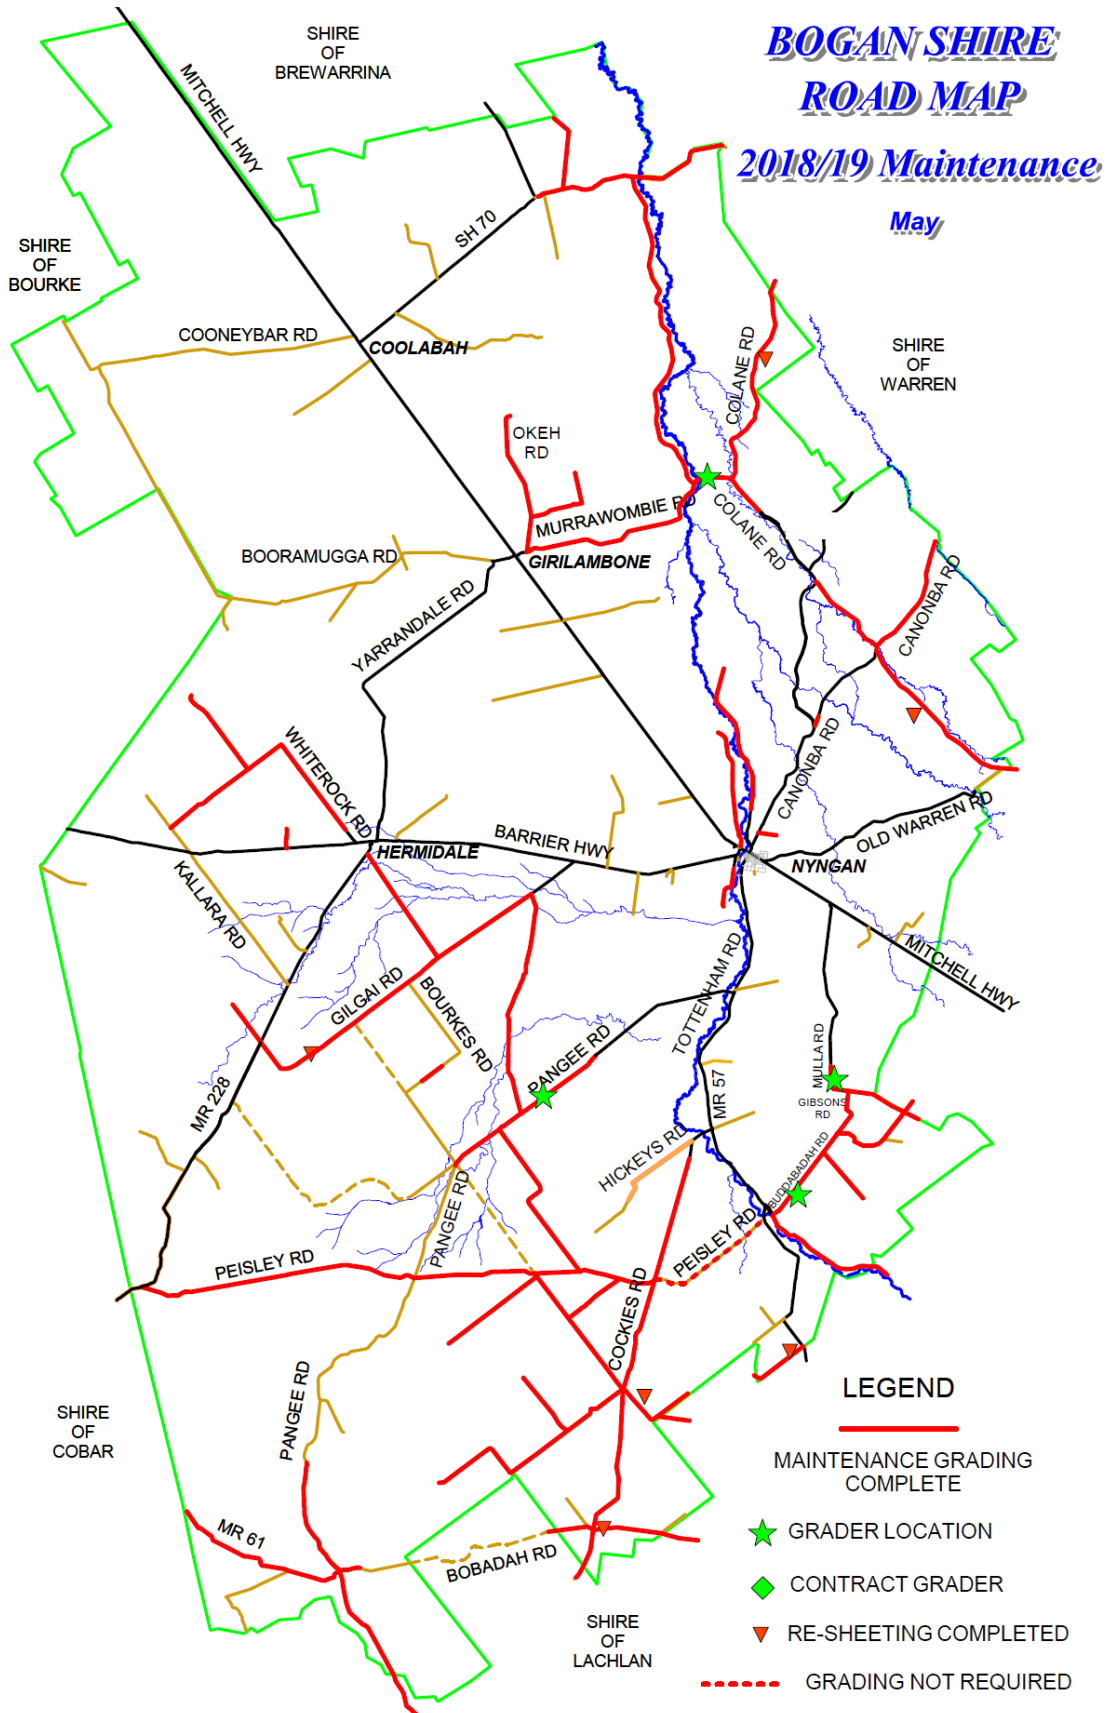 BOGAN SHIRE
ROAD MAP
2018/19 Maintenance
May
SHIRE
OF
BREWARRINA
MITCHELL HWY
SH 70
SHIRE
OF
BOURKE
COONEYBAR RD
COOLABAH
COLANE RD
SHIRE
OF
WARREN
OKEH
RD
MURRAWOMBIE RD
COLANE RD
BOORAMUGGA RD
GIRILAMBONE
CANONBA RD
YARRANDALE RD
WHITEROCK RD
CANONBA RD
OLD WARREN RD
BARRIER HWY
HERMIDALE
NYNGAN
KALLARA RD
MITCHELL HWY
TOTTENHAM RD
GILGAI RD
BOURKES RD
PANGEE RD
MULLA RD
MR 57
GIBSONS
RD
MR 228
HICKEYS RD
BUDDABADAH RD
PANGEE RD
PEISLEY RD
PEISLEY RD
COCKIES RD
PANGEE RD
SHIRE
OF
COBAR
MR 61
BOBADAH RD
SHIRE
OF
LACHLAN
LEGEND
MAINTENANCE GRADING
COMPLETE
GRADER LOCATION
CONTRACT GRADER
RE-SHEETING COMPLETED
GRADING NOT REQUIRED